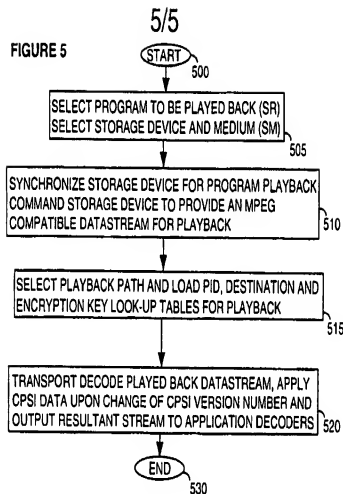 5/5
FIGURE 5
START
500
SELECT PROGRAM TO BE PLAYED BACK (SR)
SELECT STORAGE DEVICE AND MEDIUM (SM)
505
SYNCHRONIZE STORAGE DEVICE FOR PROGRAM PLAYBACK
COMMAND STORAGE DEVICE TO PROVIDE AN MPEG
COMPATIBLE DATASTREAM FOR PLAYBACK
510
SELECT PLAYBACK PATH AND LOAD PID, DESTINATION AND
ENCRYPTION KEY LOOK-UP TABLES FOR PLAYBACK
515
TRANSPORT DECODE PLAYED BACK DATASTREAM, APPLY
CPSI DATA UPON CHANGE OF CPSI VERSION NUMBER AND
OUTPUT RESULTANT STREAM TO APPLICATION DECODERS
520
END
530